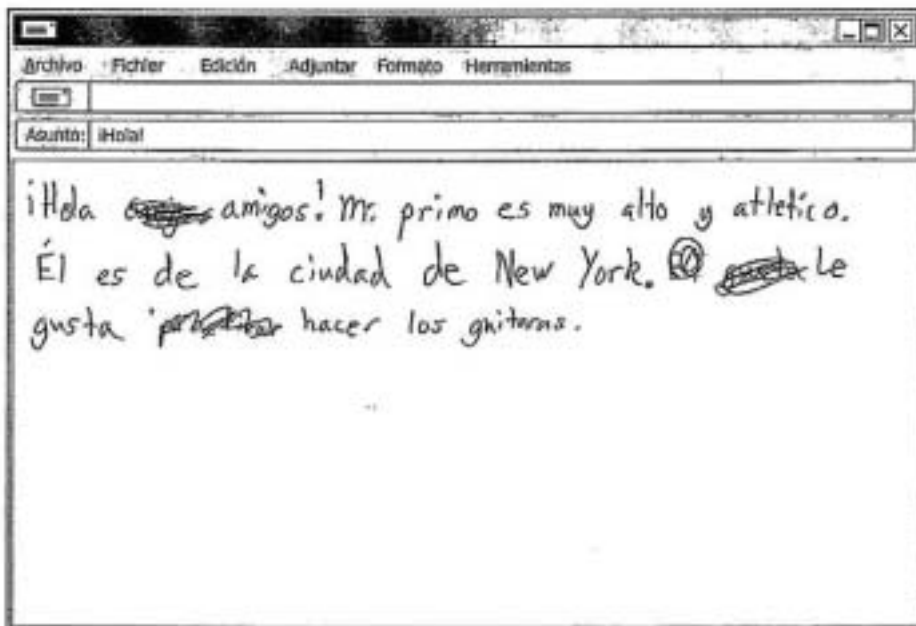 Archivo Fichier Edición Adjuntar Formato Herramientas
Asunto: ¡Hola!
¡Hola amigos! Mi primo es muy alto y atlético.
Él es de la ciudad de New York. Le
gusta hacer los guitarras.